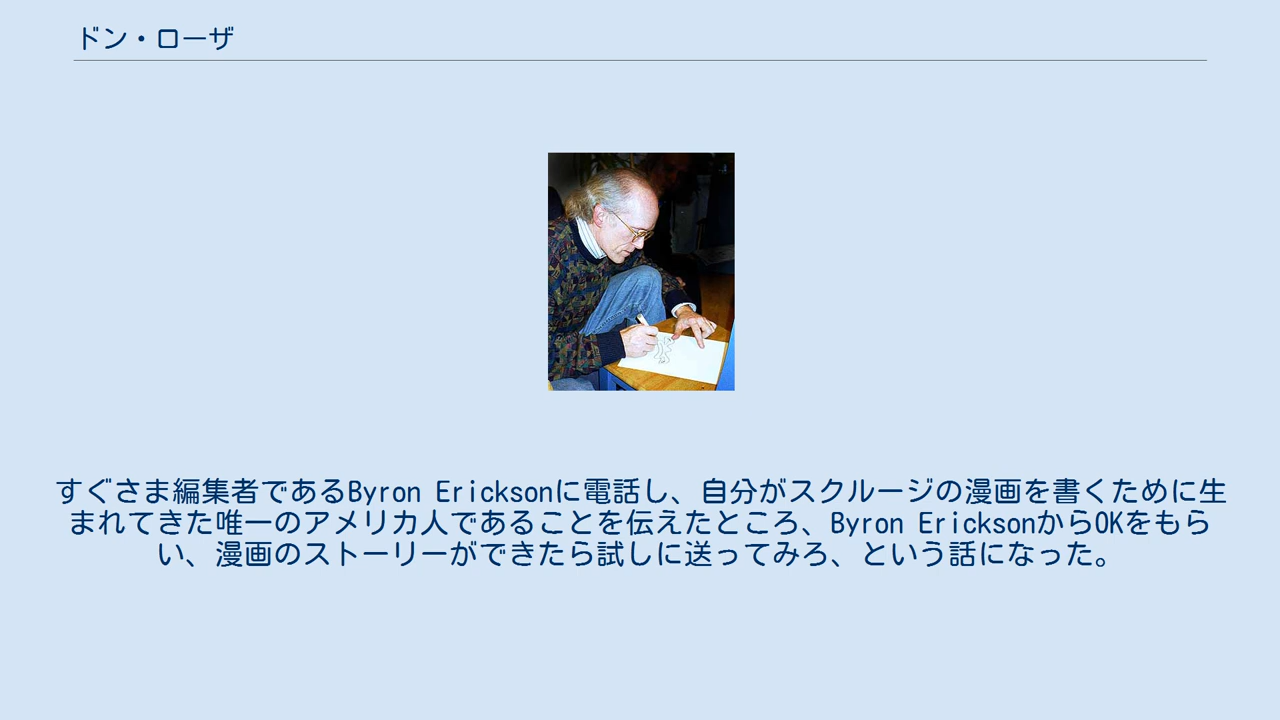 ドン・ローザ
すぐさま編集者であるByron Ericksonに電話し、自分がスクルージの漫画を書くために生
まれてきた唯一のアメリカ人であることを伝えたところ、Byron EricksonからOKをもら
い、漫画のストーリーができたら試しに送ってみろ、という話になった。